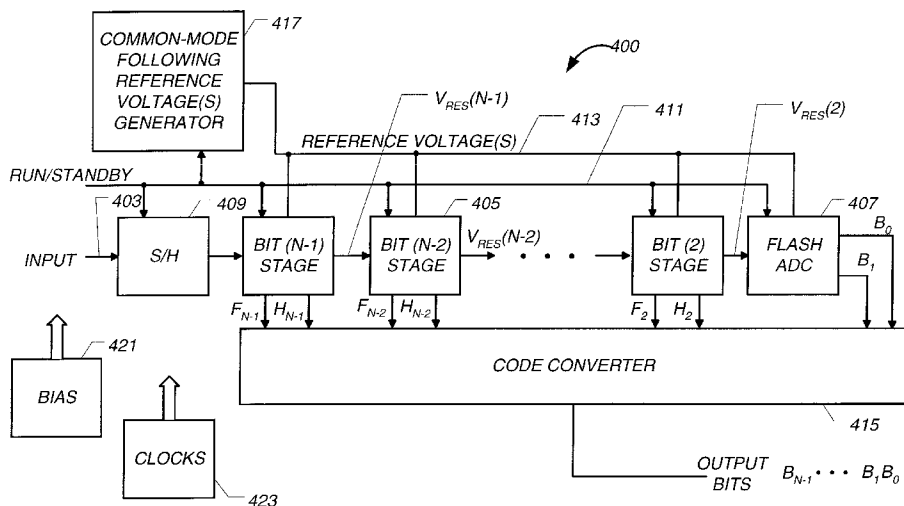 417
COMMON-MODE
FOLLOWING
REFERENCE
VOLTAGE(S)
GENERATOR
400
V_RES(N-1)
413
411
V_RES(2)
REFERENCE VOLTAGE(S)
RUN/STANDBY
403
409
405
407
B_0
INPUT
S/H
BIT (N-1)
STAGE
BIT (N-2)
STAGE
V_RES(N-2)
• • •
BIT (2)
STAGE
FLASH
ADC
B_1
F_N-1
H_N-1
F_N-2
H_N-2
F_2
H_2
421
CODE CONVERTER
BIAS
415
CLOCKS
423
OUTPUT
BITS
B_N-1 • • • B_1B_0